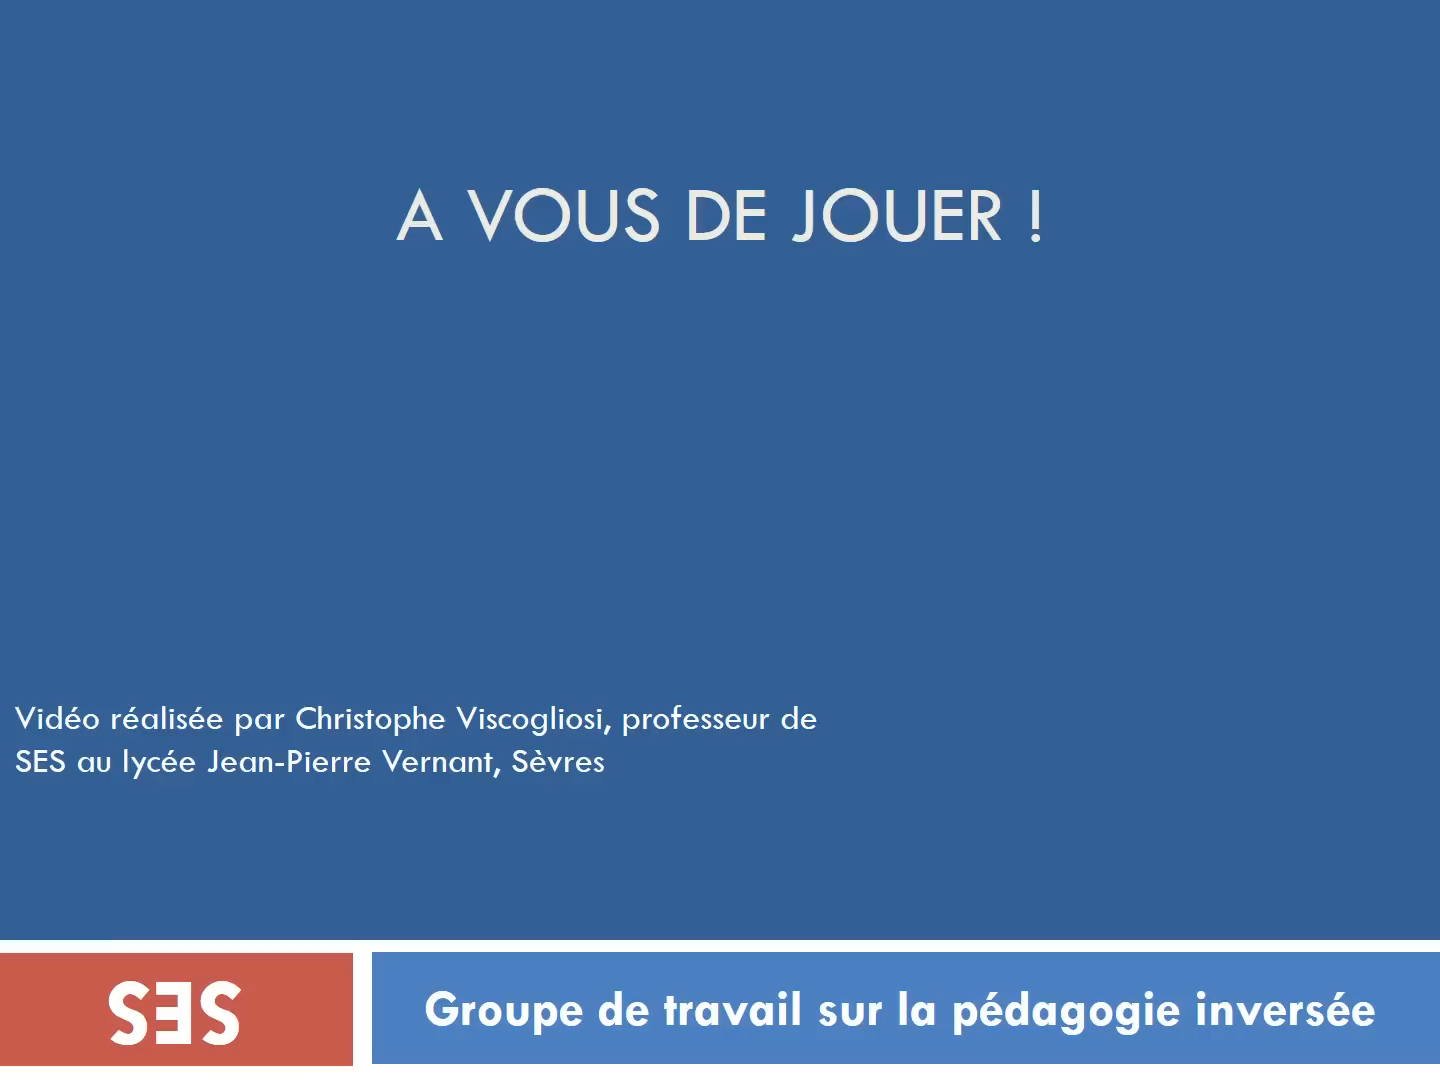 A VOUS DE JOUER !
Vidéo réalisée par Christophe Viscogliosi, professeur de
SES au lycée Jean-Pierre Vernant, Sèvres
SES
Groupe de travail sur la pédagogie inversée